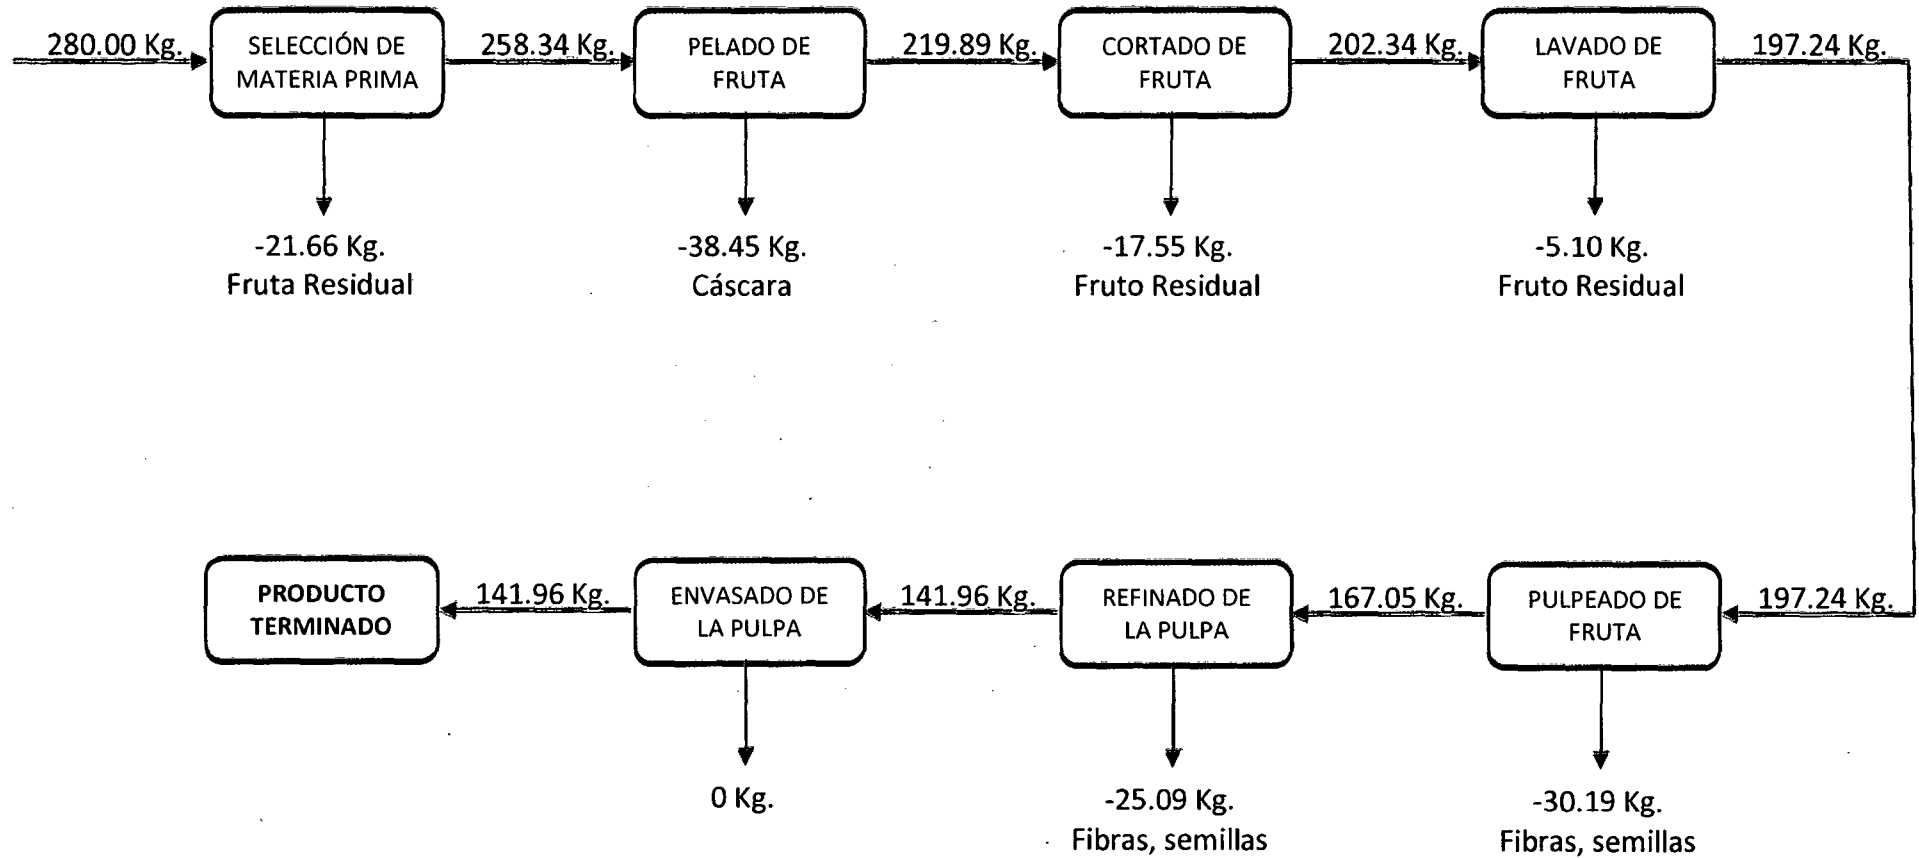 280.00 Kg.
SELECCIÓN DE
MATERIA PRIMA
258.34 Kg.
PELADO DE
FRUTA
219.89 Kg.
CORTADO DE
FRUTA
202.34 Kg.
LAVADO DE
FRUTA
197.24 Kg.
-21.66 Kg.
Fruta Residual
-38.45 Kg.
Cáscara
-17.55 Kg.
Fruto Residual
-5.10 Kg.
Fruto Residual
PRODUCTO
TERMINADO
141.96 Kg.
ENVASADO DE
LA PULPA
141.96 Kg.
REFINADO DE
LA PULPA
167.05 Kg.
PULPEADO DE
FRUTA
197.24 Kg.
0 Kg.
-25.09 Kg.
Fibras, semillas
-30.19 Kg.
Fibras, semillas